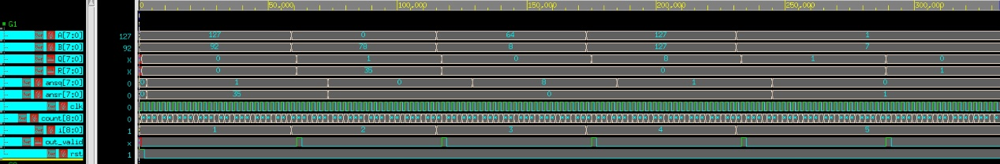 0 50,000 100,000 150,000 200,000 250,000 300,000
G1
A[7:0] 127 127 0 64 127 1
B[7:0] 92 92 78 8 127 7
Q[7:0] X 0 1 0 8 1 0
R[7:0] X 0 35 0 1
ansq[7:0] 0 0 1 0 8 1 0
ansr[7:0] 0 0 35 0 1
clk 0
count[8:0] 0
i[8:0] 1 1 2 3 4 5
out_valid x
rst 1